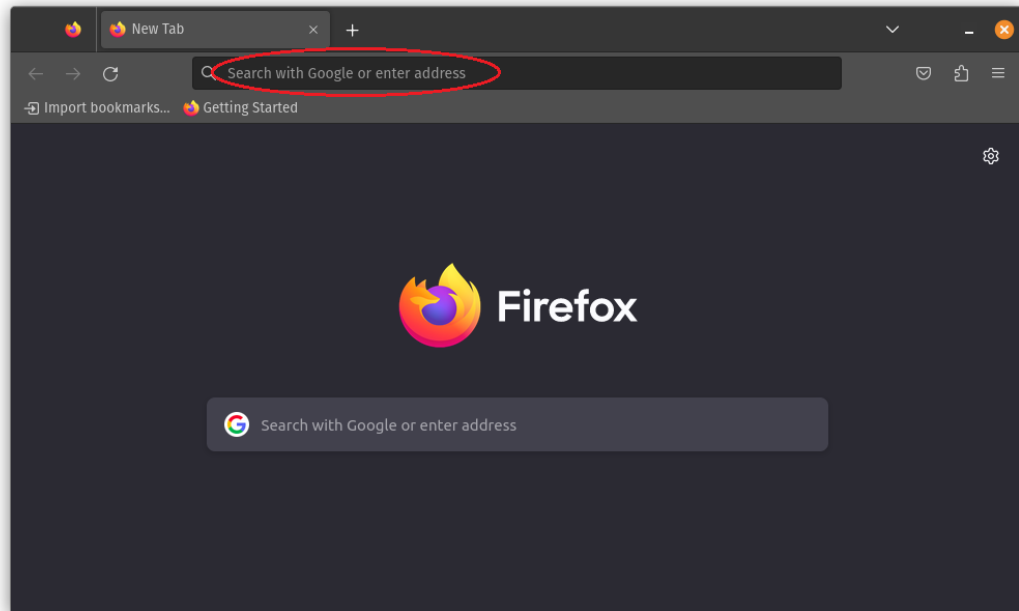 New Tab
Search with Google or enter address
Import bookmarks... Getting Started
Firefox
Search with Google or enter address